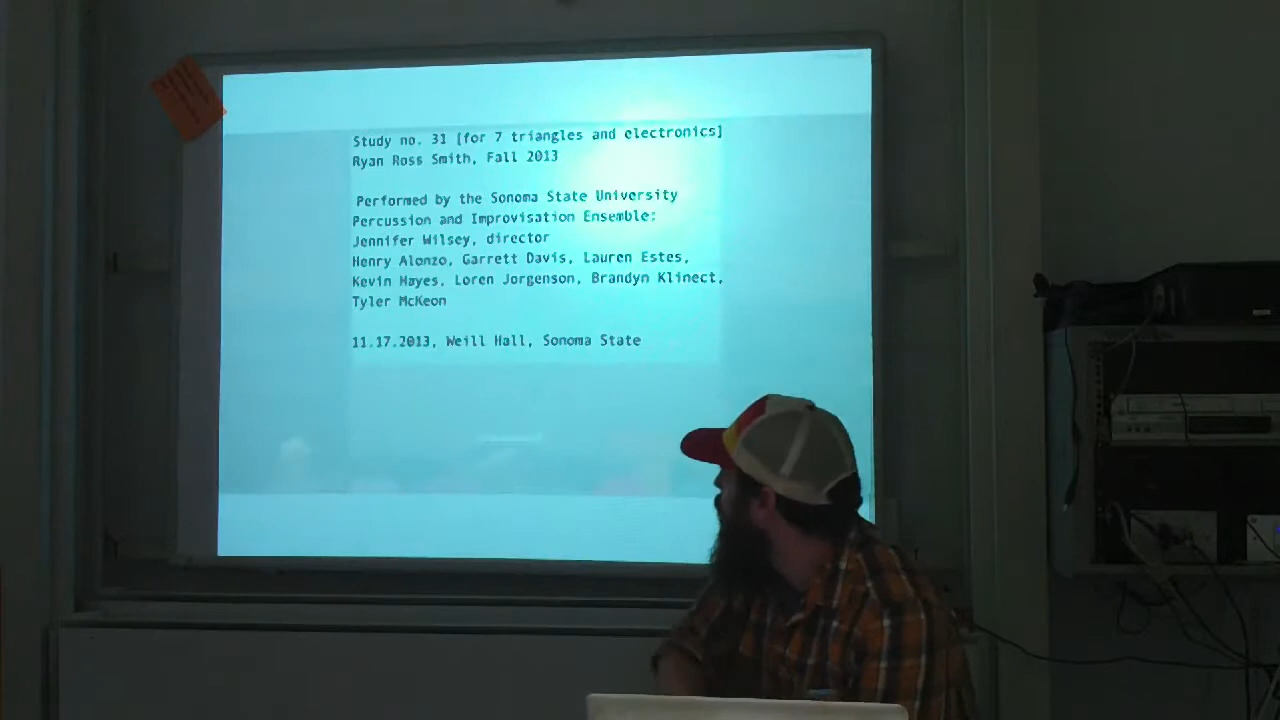 Study no. 31 [for 7 triangles and electronics]
Ryan Ross Smith, Fall 2013
Performed by the Sonoma State University
Percussion and Improvisation Ensemble:
Jennifer Wilsey, director
Henry Alonzo, Garrett Davis, Lauren Estes,
Kevin Hayes, Loren Jorgenson, Brandyn Klinect,
Tyler McKeon
11.17.2013, Weill Hall, Sonoma State